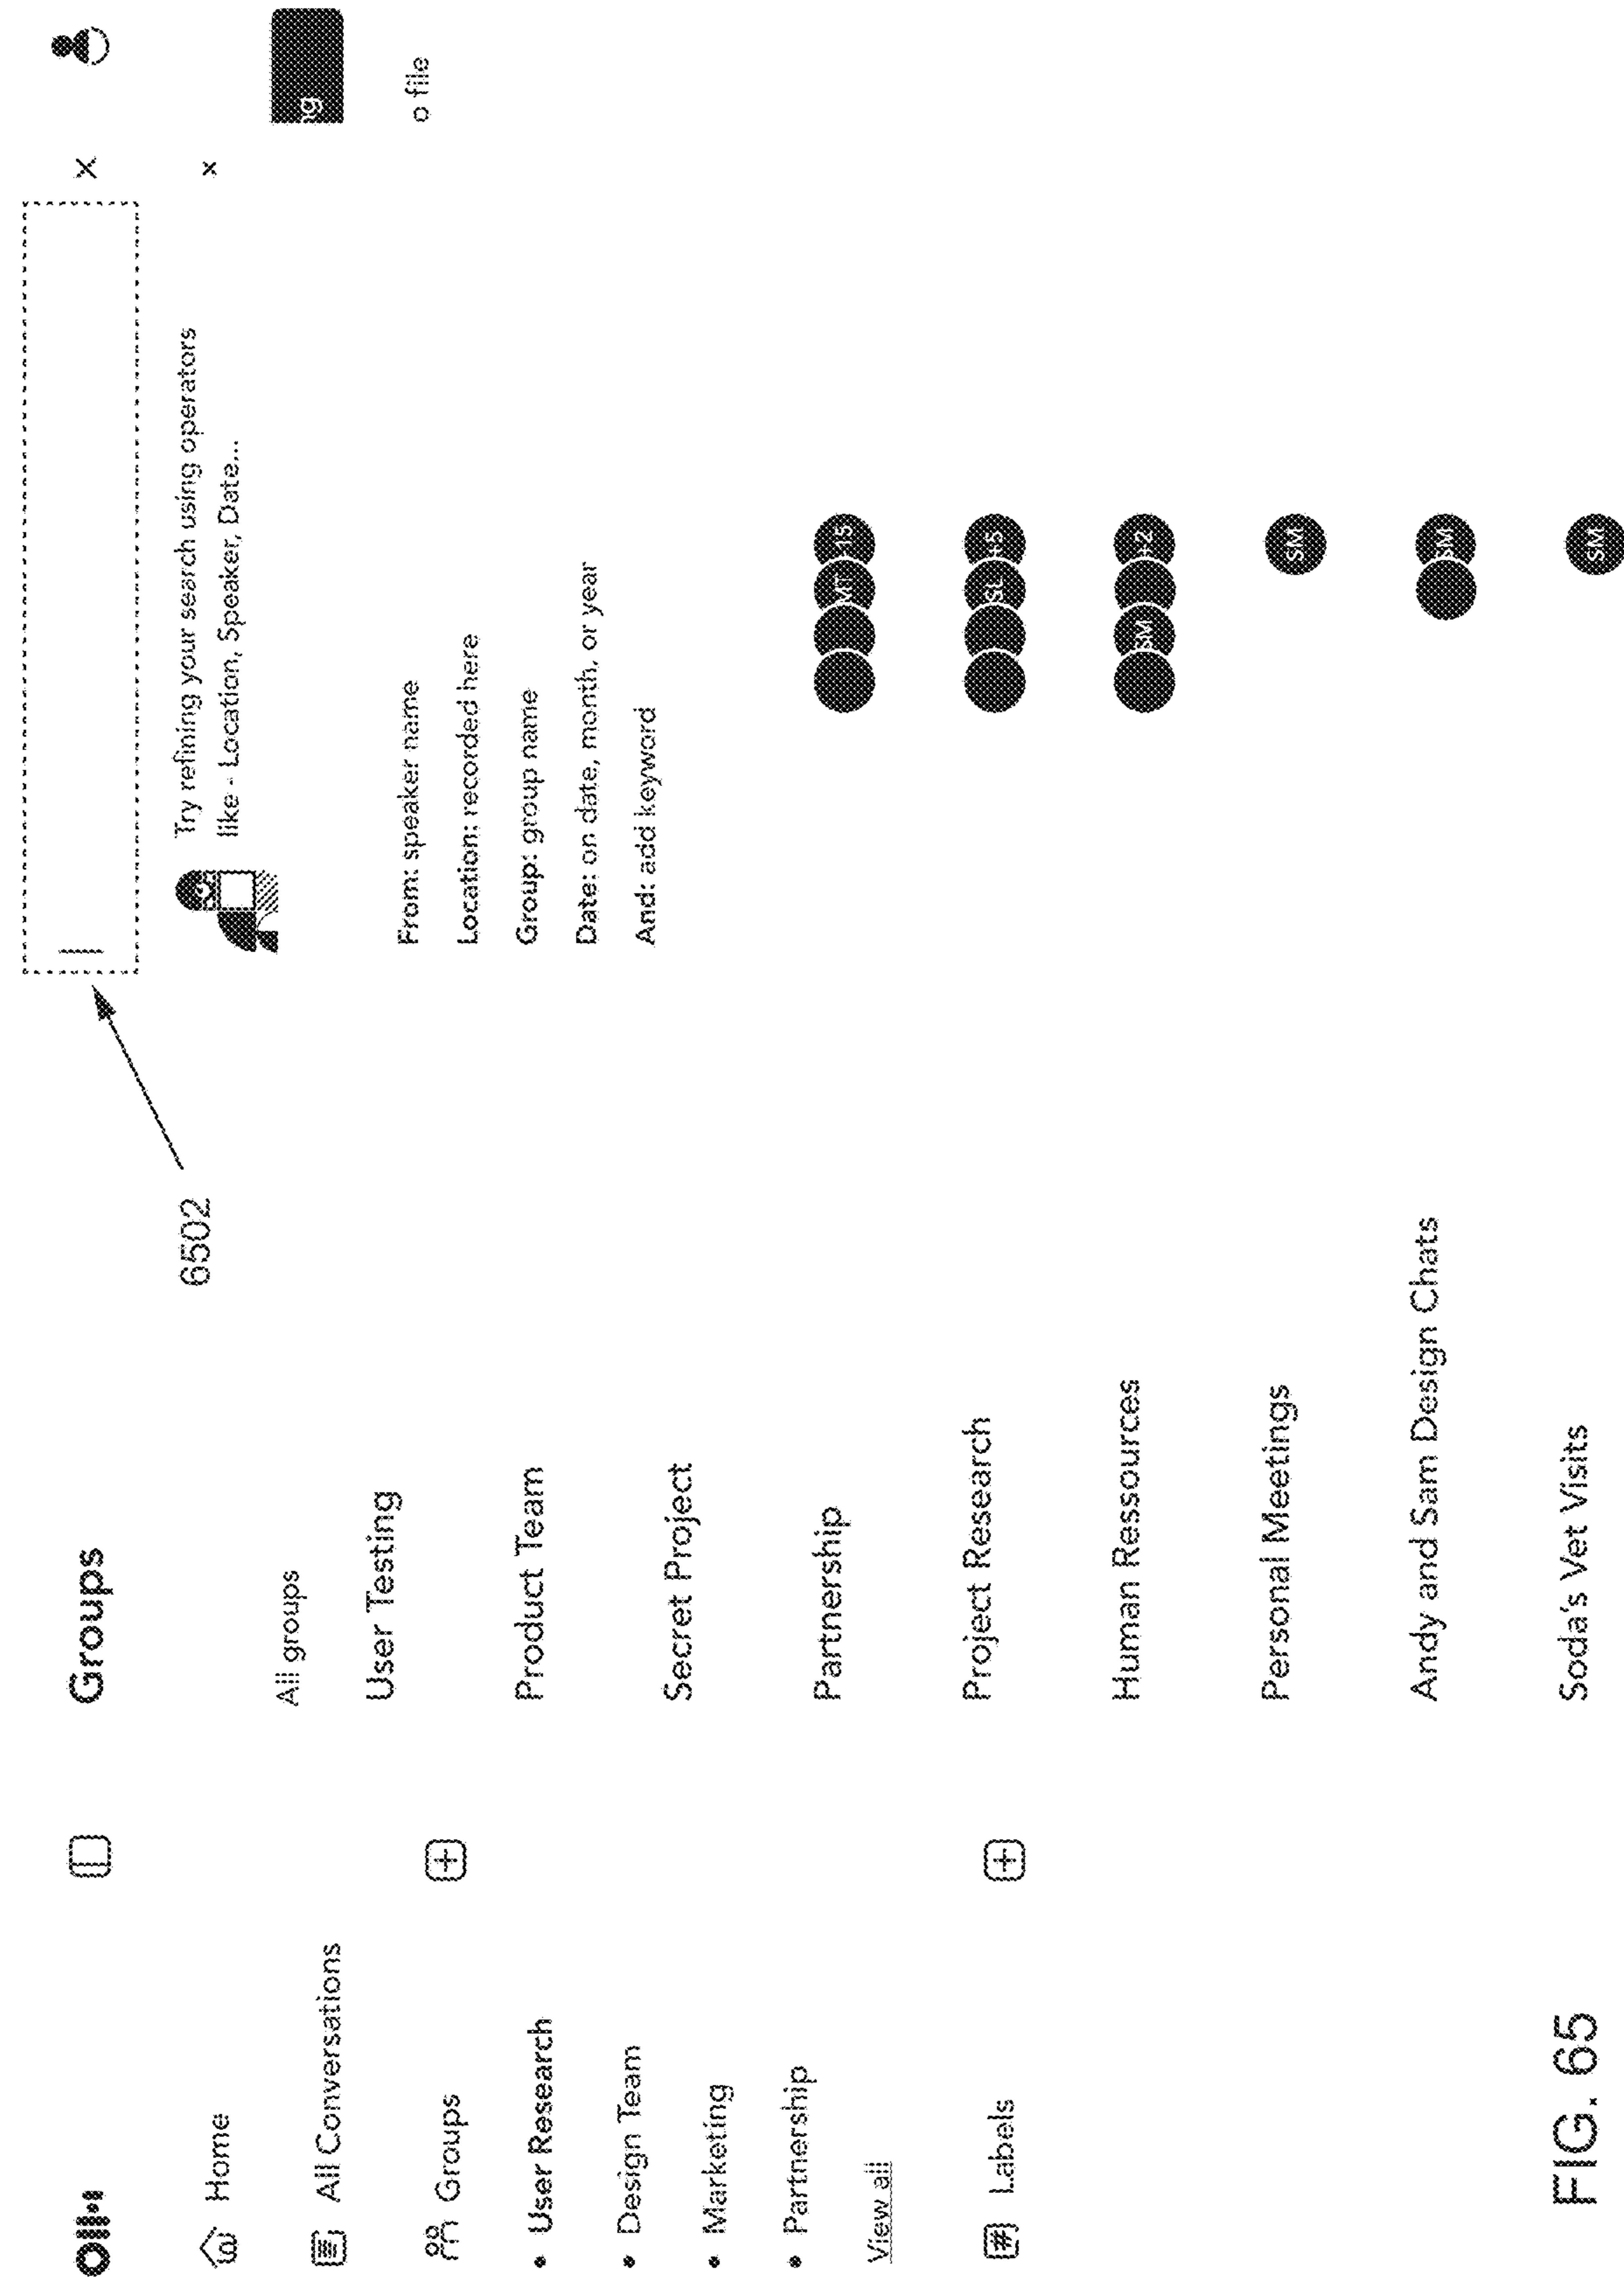 Groups
6502
Try refining your search using operators
like - Location, Speaker, Date...
From: speaker name
Location: recorded here
Group: group name
Date: on date, month, or year
And: add keyword
ng
o file
Home
All Conversations
Groups
• User Research
• Design Team
• Marketing
• Partnership
View all
# Labels
All groups
User Testing
Product Team
Secret Project
Partnership
MT
+15
Project Research
SL
+5
Human Ressources
SM
+2
Personal Meetings
SM
Andy and Sam Design Chats
SM
Soda's Vet Visits
SM
FIG. 65